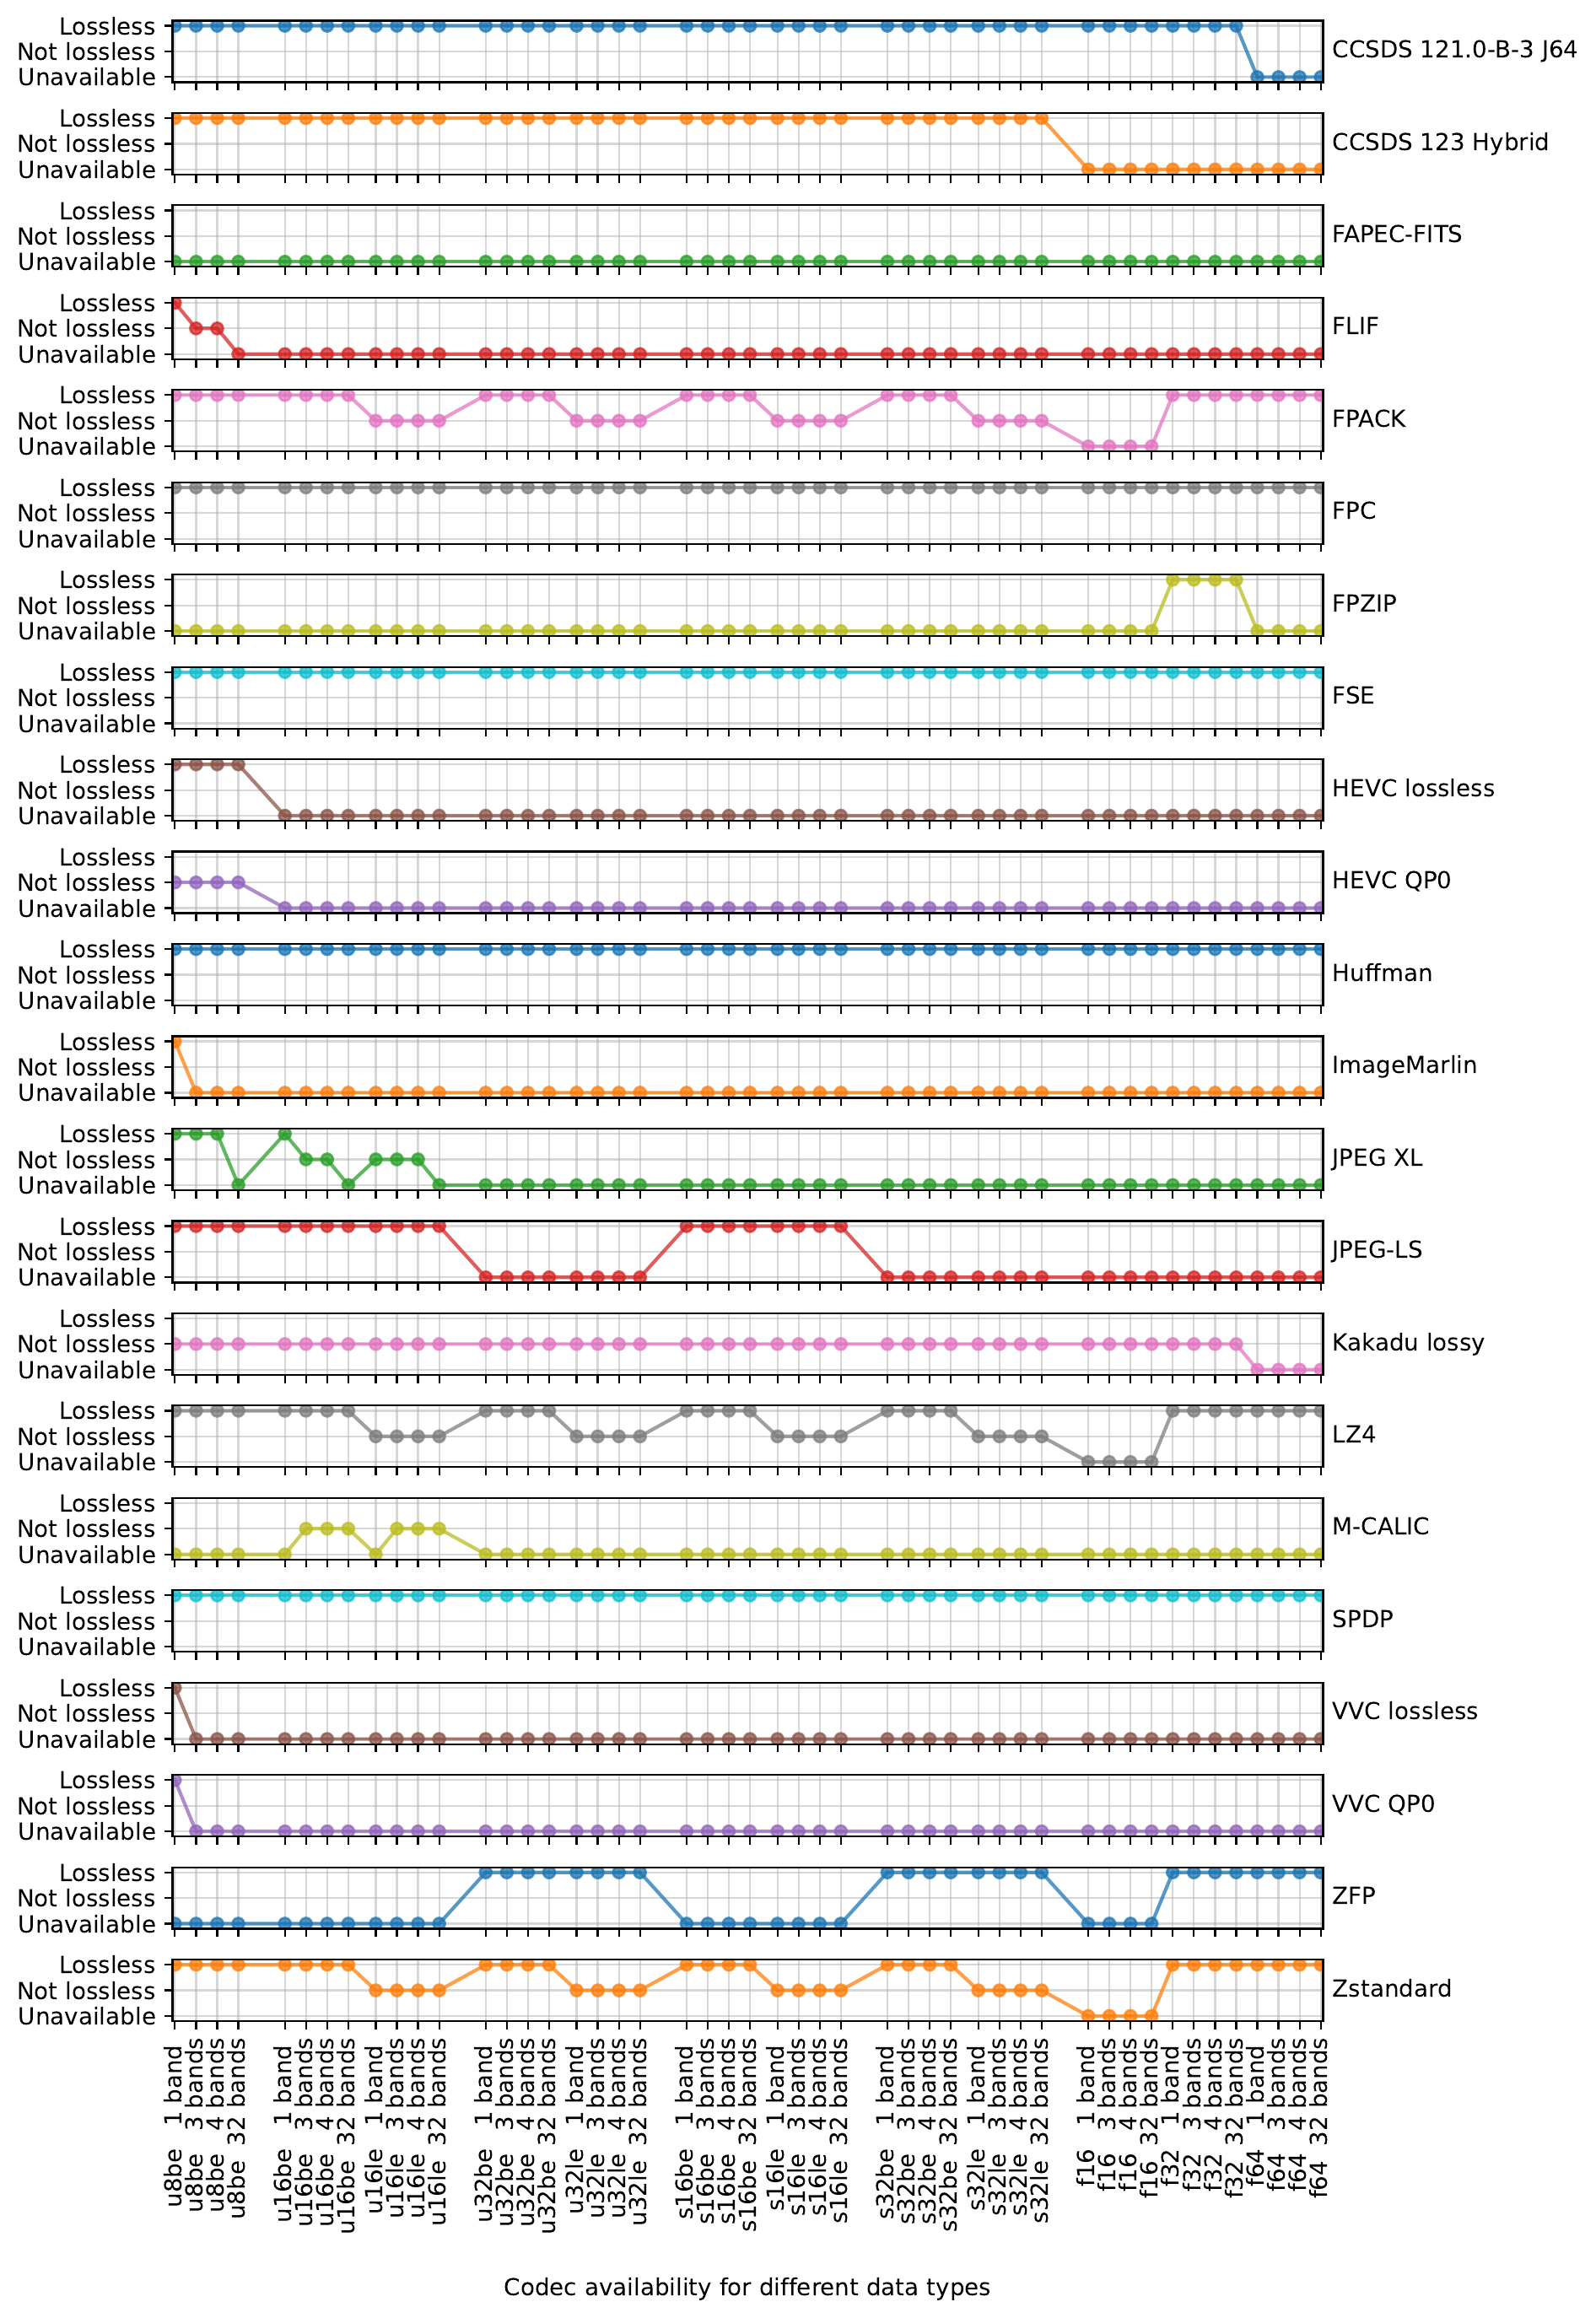 Lossless
Not lossless
Unavailable
CCSDS 121.0-B-3 J64
Lossless
Not lossless
Unavailable
CCSDS 123 Hybrid
Lossless
Not lossless
Unavailable
FAPEC-FITS
Lossless
Not lossless
Unavailable
FLIF
Lossless
Not lossless
Unavailable
FPACK
Lossless
Not lossless
Unavailable
FPC
Lossless
Not lossless
Unavailable
FPZIP
Lossless
Not lossless
Unavailable
FSE
Lossless
Not lossless
Unavailable
HEVC lossless
Lossless
Not lossless
Unavailable
HEVC QP0
Lossless
Not lossless
Unavailable
Huffman
Lossless
Not lossless
Unavailable
ImageMarlin
Lossless
Not lossless
Unavailable
JPEG XL
Lossless
Not lossless
Unavailable
JPEG-LS
Lossless
Not lossless
Unavailable
Kakadu lossy
Lossless
Not lossless
Unavailable
LZ4
Lossless
Not lossless
Unavailable
M-CALIC
Lossless
Not lossless
Unavailable
SPDP
Lossless
Not lossless
Unavailable
VVC lossless
Lossless
Not lossless
Unavailable
VVC QP0
Lossless
Not lossless
Unavailable
ZFP
Lossless
Not lossless
Unavailable
Zstandard
u8be 1 band
u8be 3 bands
u8be 4 bands
u8be 32 bands
u16be 1 band
u16be 3 bands
u16be 4 bands
u16be 32 bands
u16le 1 band
u16le 3 bands
u16le 4 bands
u16le 32 bands
u32be 1 band
u32be 3 bands
u32be 4 bands
u32be 32 bands
u32le 1 band
u32le 3 bands
u32le 4 bands
u32le 32 bands
s16be 1 band
s16be 3 bands
s16be 4 bands
s16be 32 bands
s16le 1 band
s16le 3 bands
s16le 4 bands
s16le 32 bands
s32be 1 band
s32be 3 bands
s32be 4 bands
s32be 32 bands
s32le 1 band
s32le 3 bands
s32le 4 bands
s32le 32 bands
f16 1 band
f16 3 bands
f16 4 bands
f16 32 bands
f32 1 band
f32 3 bands
f32 4 bands
f32 32 bands
f64 1 band
f64 3 bands
f64 4 bands
f64 32 bands
Codec availability for different data types